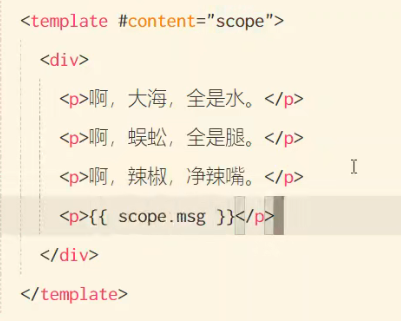 <template #content="scope">
<div>
<p>啊，大海，全是水。</p>
<p>啊，蜈蚣，全是腿。</p>
<p>啊，辣椒，净辣嘴。</p>
<p>{{ scope.msg }}</p>
</div>
</template>